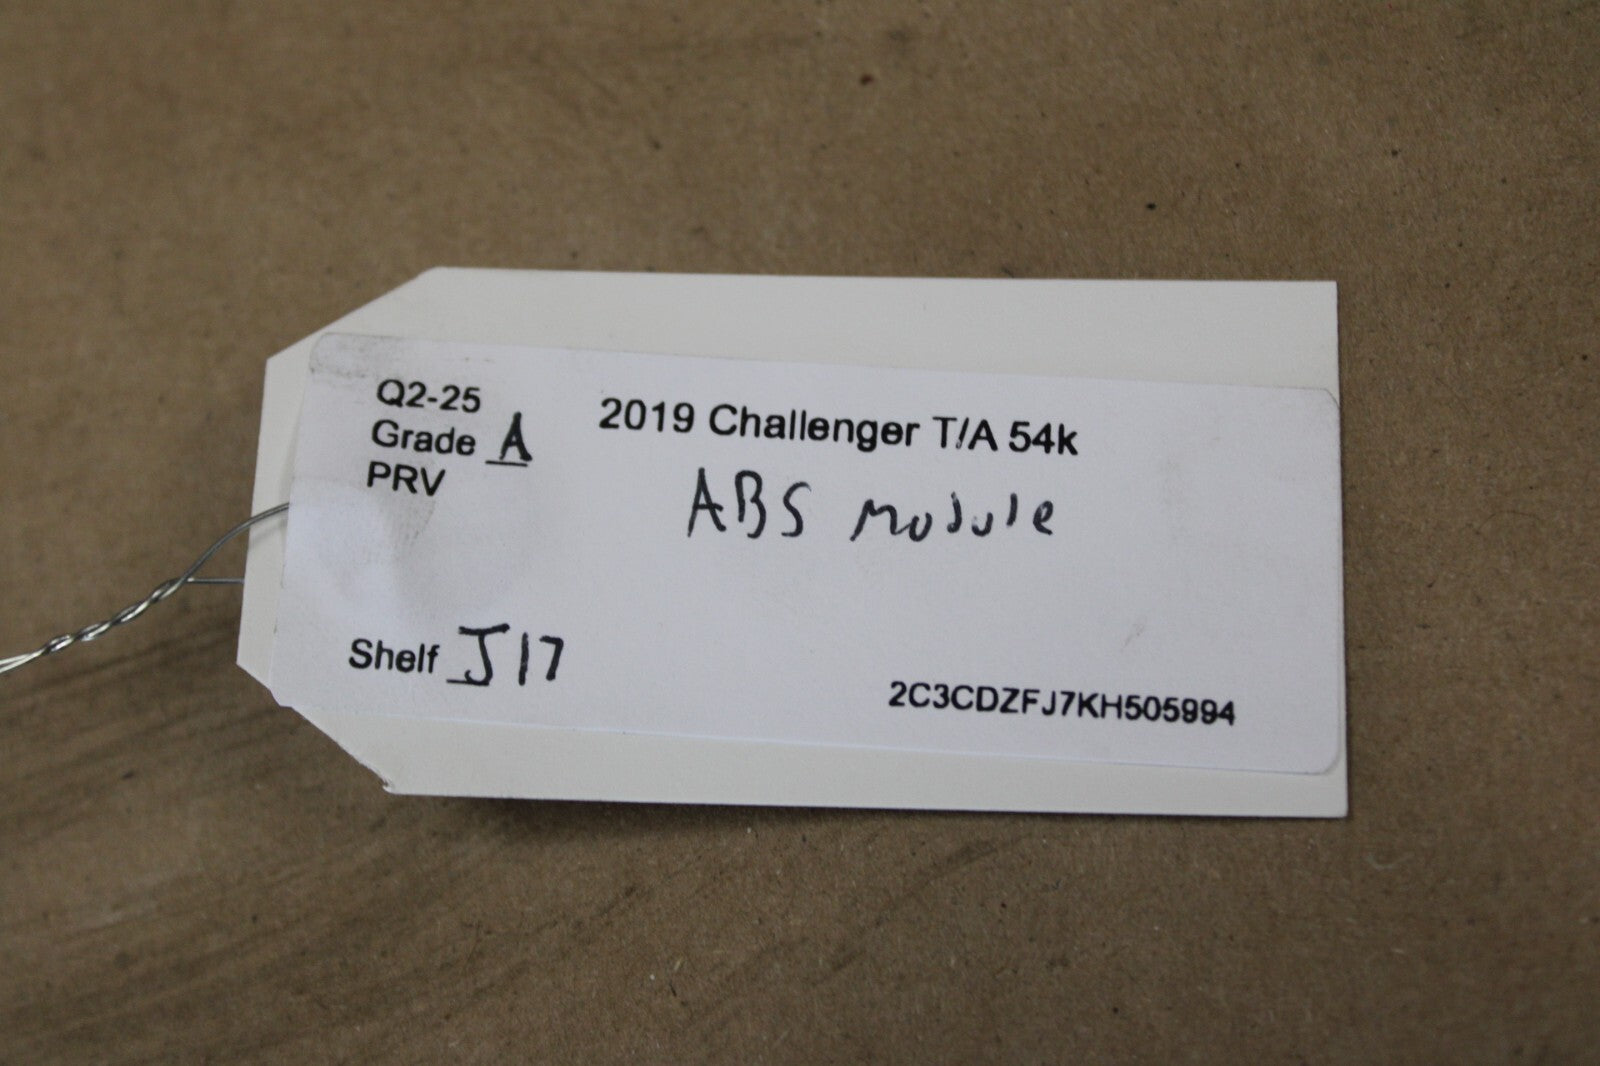 Q2-25
Grade A
PRV
2019 Challenger T/A 54k
ABS Module
Shelf J17
2C3CDZFJ7KH505994